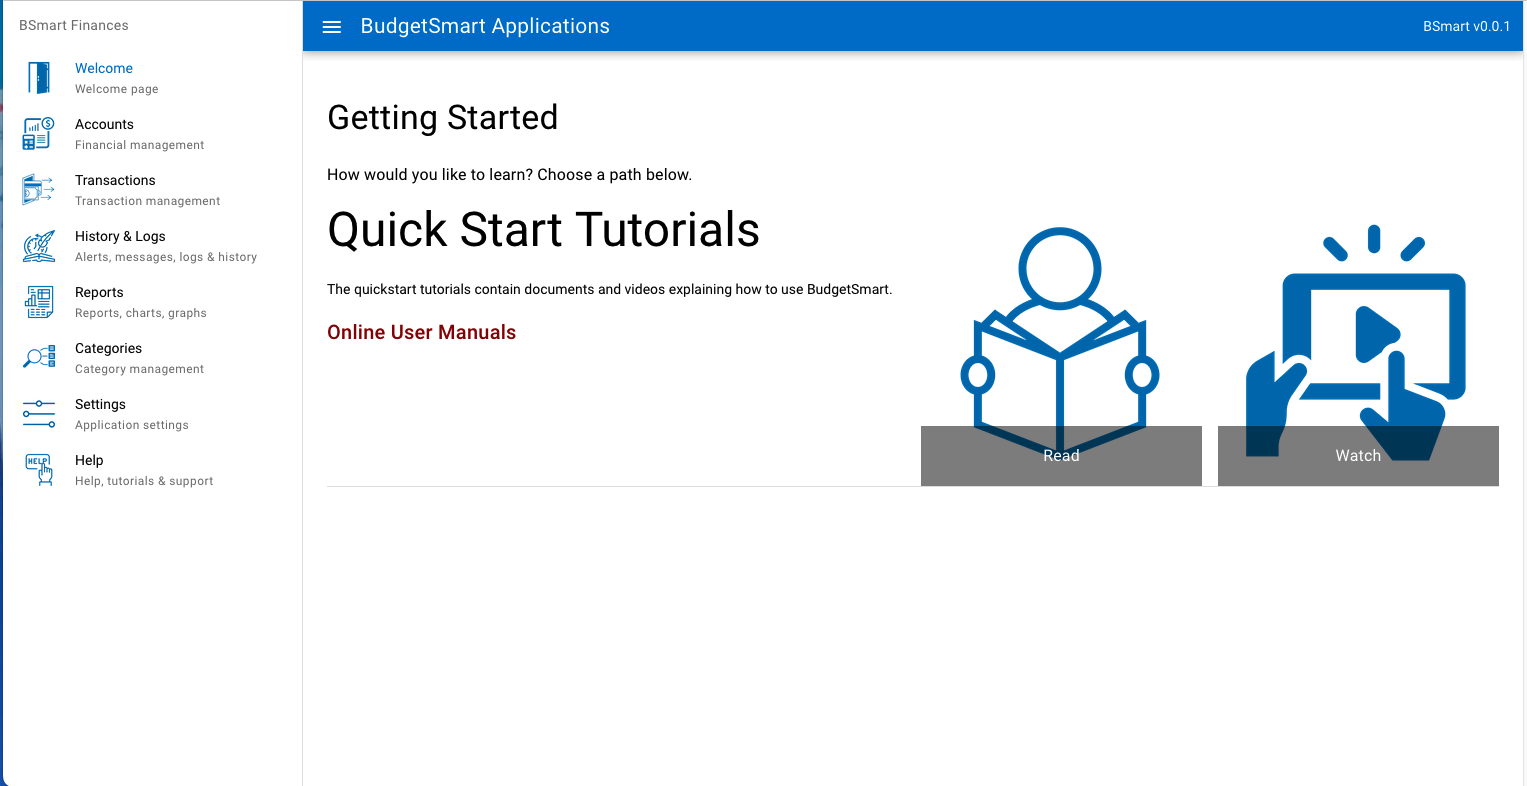 BSmart Finances
Welcome
Welcome page
Accounts
Financial management
Transactions
Transaction management
History & Logs
Alerts, messages, logs & history
Reports
Reports, charts, graphs
Categories
Category management
Settings
Application settings
HELP
Help
Help, tutorials & support
BudgetSmart Applications
BSmart v0.0.1
Getting Started
How would you like to learn? Choose a path below.
Quick Start Tutorials
The quickstart tutorials contain documents and videos explaining how to use BudgetSmart.
Online User Manuals
Read
Watch